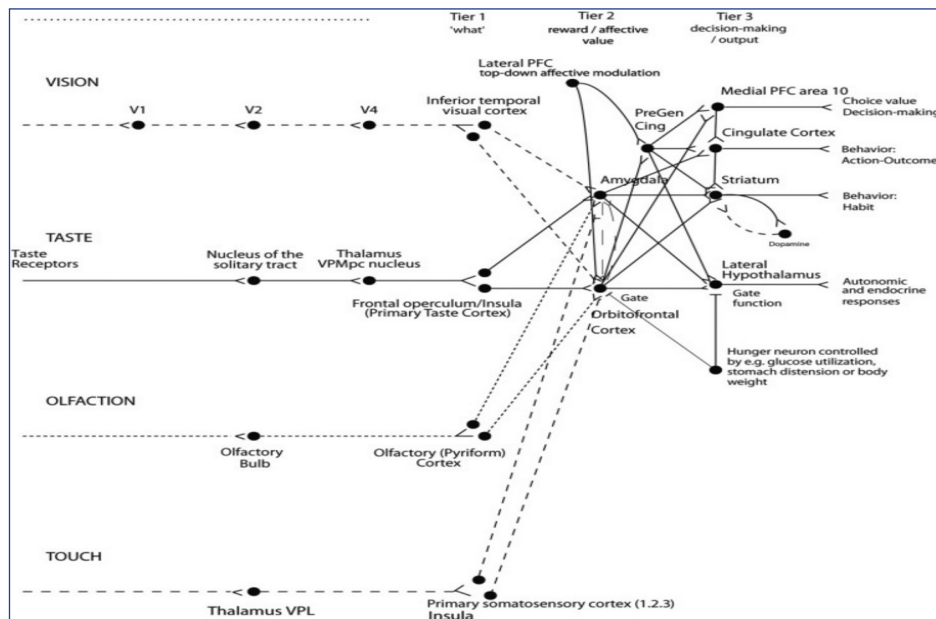 Tier 1
'what'
Tier 2
reward / affective
value
Tier 3
decision-making
/ output
Lateral PFC
top-down affective modulation
VISION
V1
V2
V4
Inferior temporal
visual cortex
PreGen
Cing
Medial PFC area 10
Choice value
Decision-making
Cingulate Cortex
Behavior:
Action-Outcome
Amygdala
Striatum
Behavior:
Habit
Dopamine
TASTE
Taste
Receptors
Nucleus of the
solitary tract
Thalamus
VPMpc nucleus
Frontal operculum/Insula
(Primary Taste Cortex)
Gate
Orbitofrontal
Cortex
Lateral
Hypothalamus
Gate
function
Autonomic
and endocrine
responses
Hunger neuron controlled
by e.g. glucose utilization,
stomach distension or body
weight
OLFACTION
Olfactory
Bulb
Olfactory (Pyriform)
Cortex
TOUCH
Thalamus VPL
Primary somatosensory cortex (1.2.3)
Insula